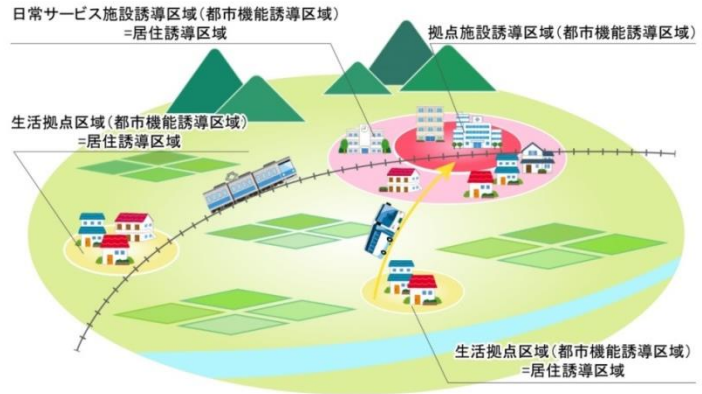 日常サービス施設誘導区域(都市機能誘導区域)
=居住誘導区域
拠点施設誘導区域(都市機能誘導区域)
生活拠点区域(都市機能誘導区域)
=居住誘導区域
生活拠点区域(都市機能誘導区域)
=居住誘導区域